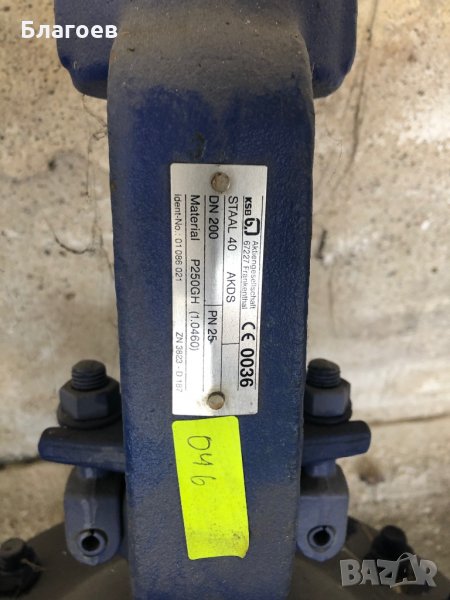 Благоев
KSB
Aktiengesellschaft
67227 Frankenthal
CE 0036
STAAL 40 AKDS
DN 200 PN 25
Material P250GH (1.0460)
Ident-No.: 01 086 021 ZN 3823 - D 167
046
BAZAR